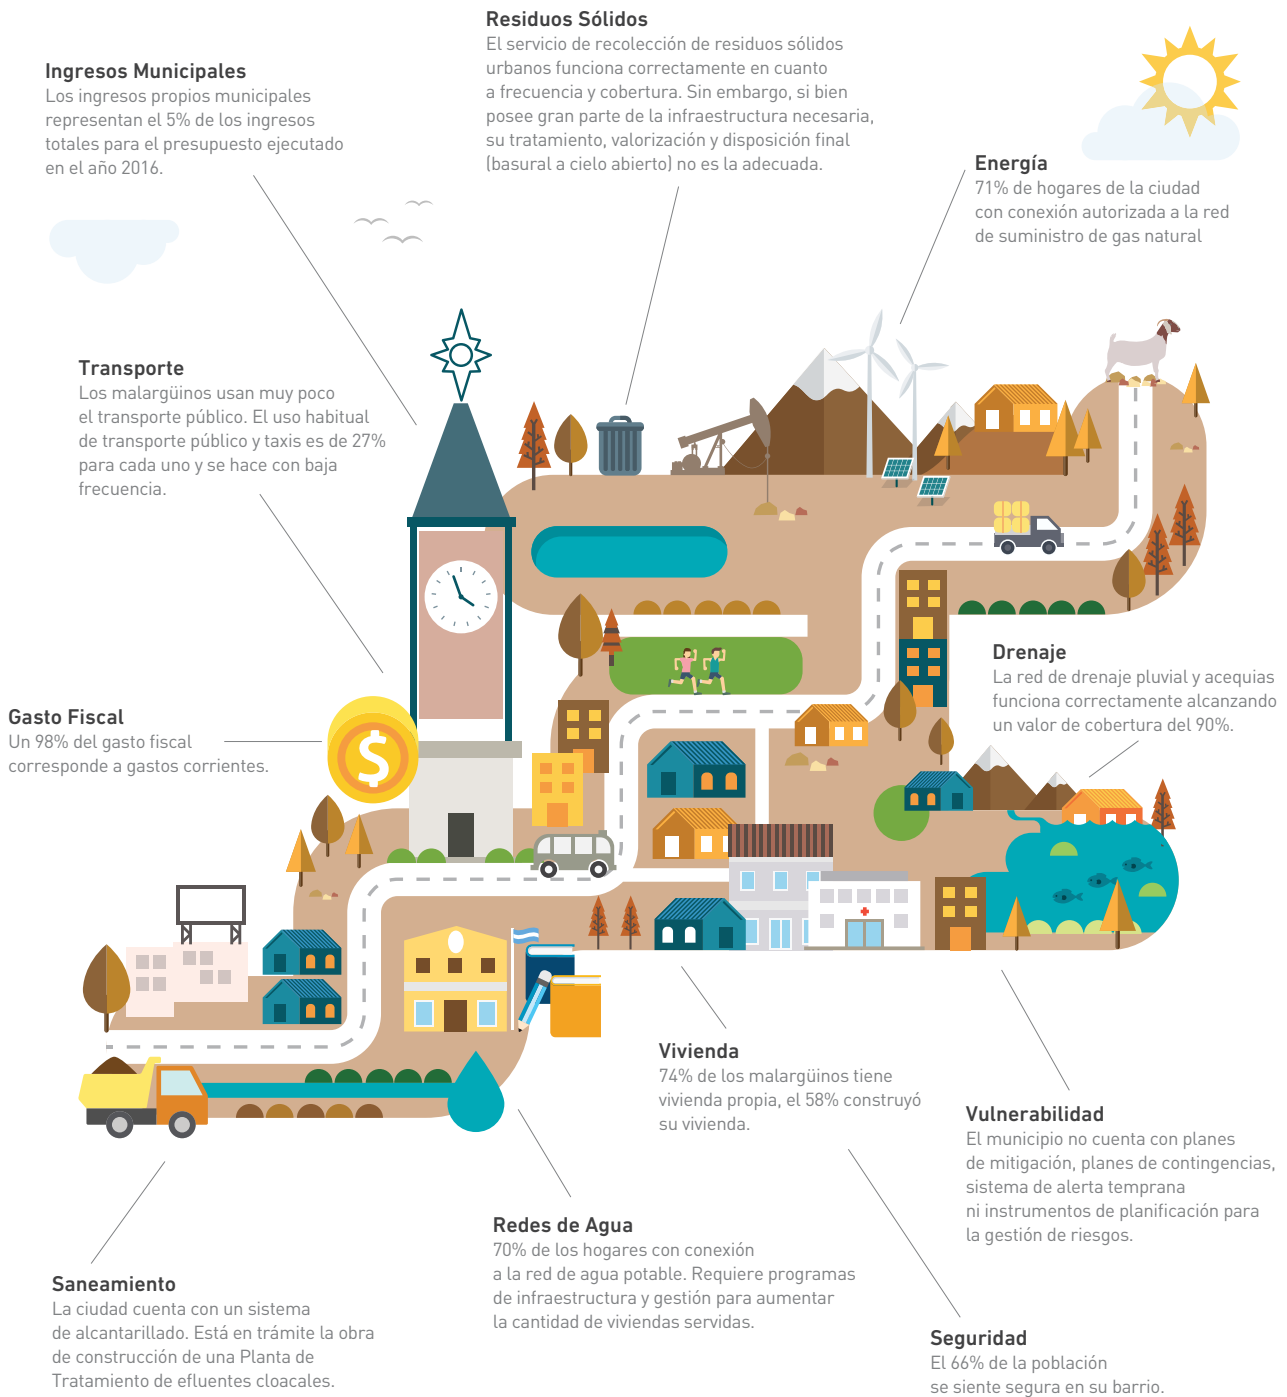 Residuos Sólidos
El servicio de recolección de residuos sólidos
urbanos funciona correctamente en cuanto
a frecuencia y cobertura. Sin embargo, si bien
posee gran parte de la infraestructura necesaria,
su tratamiento, valorización y disposición final
(basural a cielo abierto) no es la adecuada.
Ingresos Municipales
Los ingresos propios municipales
representan el 5% de los ingresos
totales para el presupuesto ejecutado
en el año 2016.
Energía
71% de hogares de la ciudad
con conexión autorizada a la red
de suministro de gas natural
Transporte
Los malargüinos usan muy poco
el transporte público. El uso habitual
de transporte público y taxis es de 27%
para cada uno y se hace con baja
frecuencia.
Drenaje
La red de drenaje pluvial y acequias
funciona correctamente alcanzando
un valor de cobertura del 90%.
Gasto Fiscal
Un 98% del gasto fiscal
corresponde a gastos corrientes.
$
Vivienda
74% de los malargüinos tiene
vivienda propia, el 58% construyó
su vivienda.
Vulnerabilidad
El municipio no cuenta con planes
de mitigación, planes de contingencias,
sistema de alerta temprana
ni instrumentos de planificación para
la gestión de riesgos.
Redes de Agua
70% de los hogares con conexión
a la red de agua potable. Requiere programas
de infraestructura y gestión para aumentar
la cantidad de viviendas servidas.
Saneamiento
La ciudad cuenta con un sistema
de alcantarillado. Está en trámite la obra
de construcción de una Planta de
Tratamiento de efluentes cloacales.
Seguridad
El 66% de la población
se siente segura en su barrio.